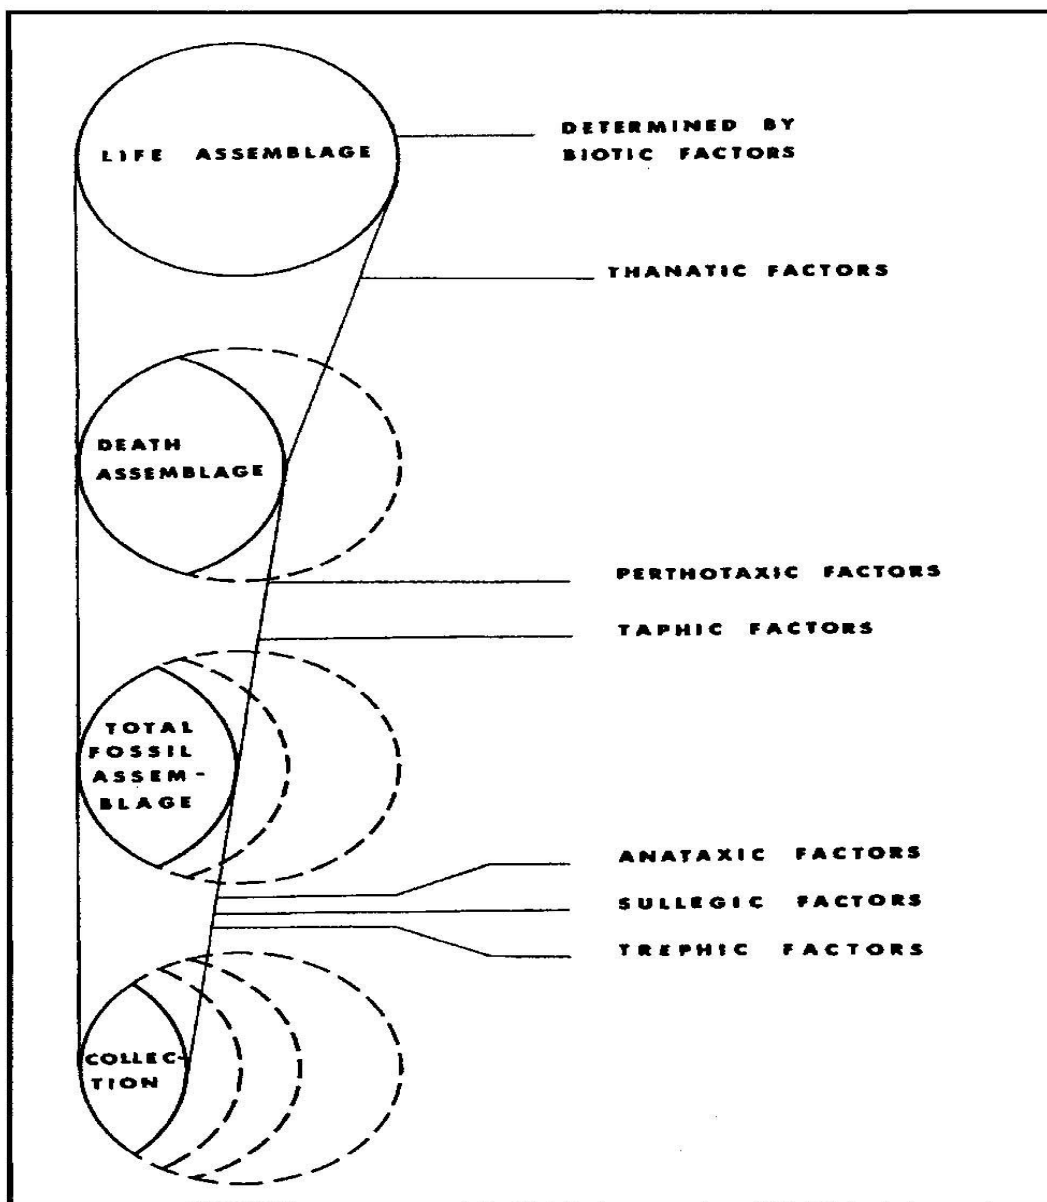 LIFE ASSEMBLAGE
DETERMINED BY
BIOTIC FACTORS
THANATIC FACTORS
DEATH
ASSEMBLAGE
PERTHOTAXIC FACTORS
TAPHIC FACTORS
TOTAL
FOSSIL
ASSEM-
BLAGE
ANATAXIC FACTORS
SULLEGIC FACTORS
TREPHIC FACTORS
COLLEC-
TION